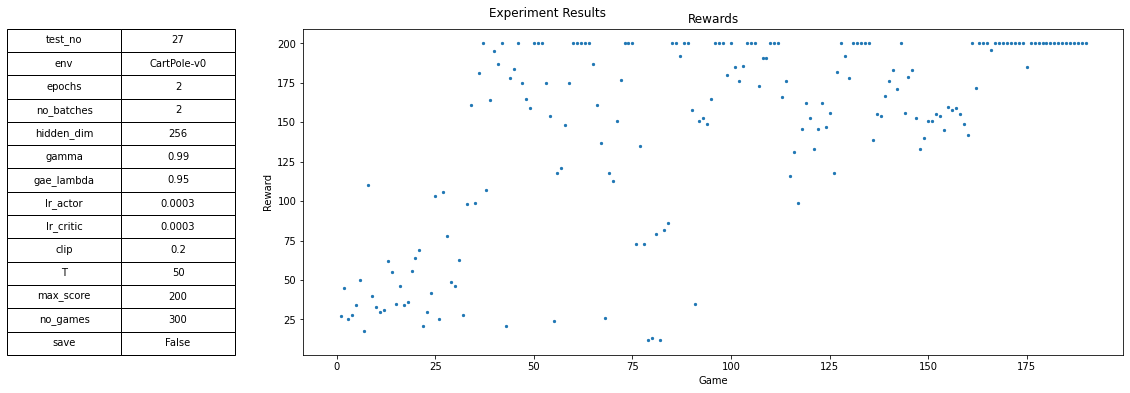 Experiment Results
test_no 27
env CartPole-v0
epochs 2
no_batches 2
hidden_dim 256
gamma 0.99
gae_lambda 0.95
lr_actor 0.0003
lr_critic 0.0003
clip 0.2
T 50
max_score 200
no_games 300
save False
Rewards
Reward
200
175
150
125
100
75
50
25
0 25 50 75 100 125 150 175
Game